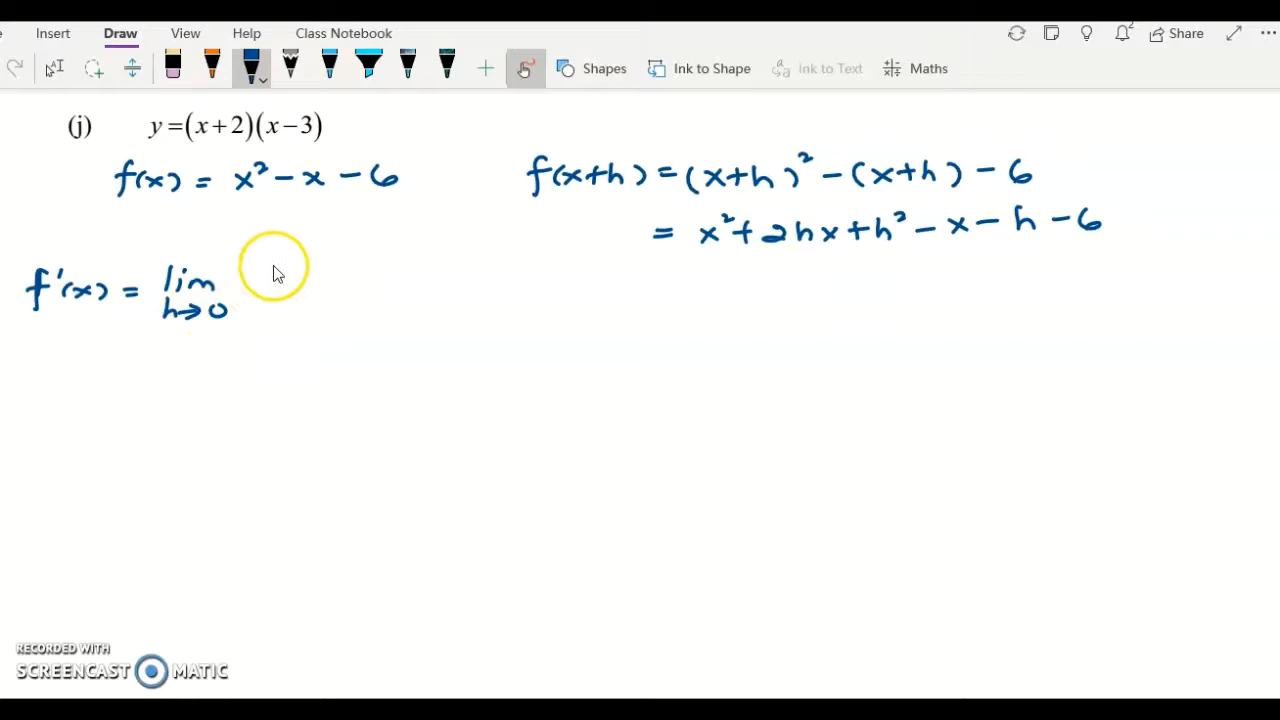 Insert Draw View Help Class Notebook Share
Shapes Ink to Shape Ink to Text Maths
(j) y=(x+2)(x−3)
f(x) = x² − x − 6
f(x+h) = (x+h)² − (x+h) − 6
= x² + 2hx + h² − x − h − 6
f'(x) = lim
h→0
RECORDED WITH
SCREENCAST MATIC